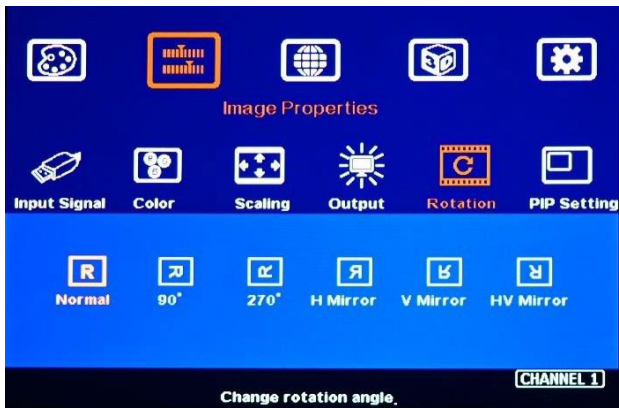 3D
Image Properties
Input Signal Color Scaling Output Rotation PIP Setting
R R R R R R
Normal 90° 270° H Mirror V Mirror HV Mirror
CHANNEL 1
Change rotation angle.